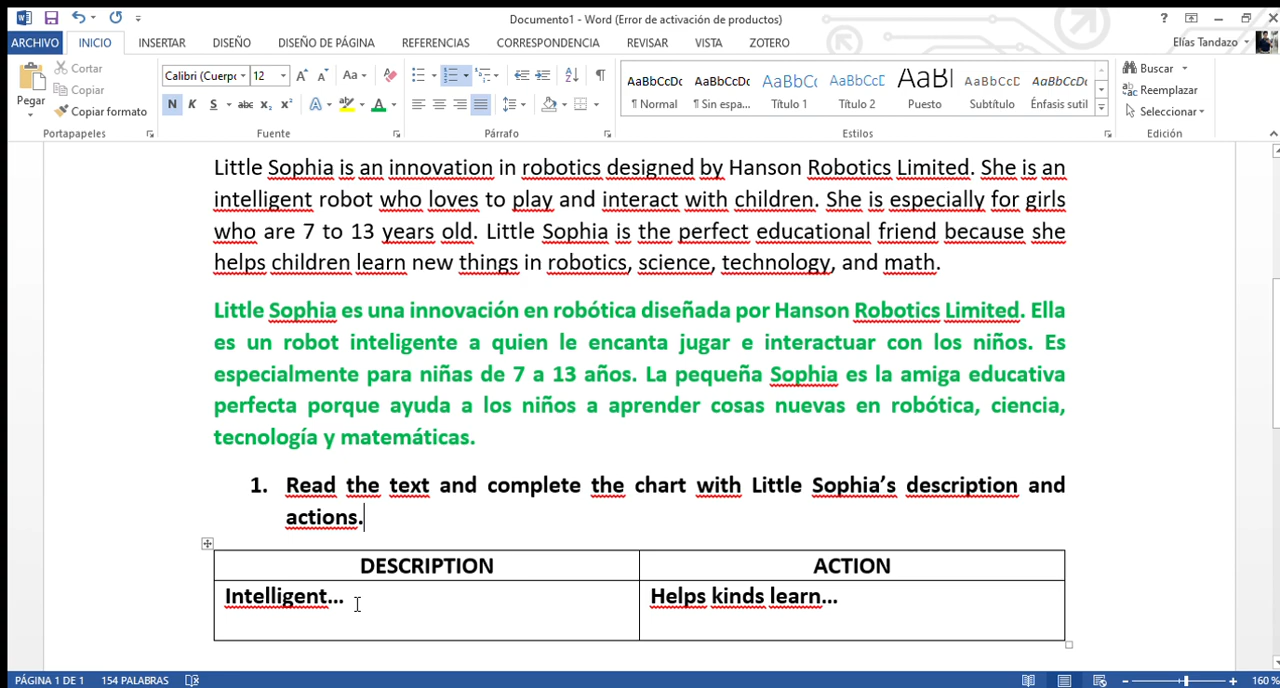 Documento1 - Word (Error de activación de productos)
ARCHIVO INICIO INSERTAR DISEÑO DISEÑO DE PÁGINA REFERENCIAS CORRESPONDENCIA REVISAR VISTA ZOTERO Elías Tandazo
Pegar
Cortar
Copiar
Copiar formato
Portapapeles
Calibri (Cuerpo 12
N K S abc x₂ x² A ab A
Fuente
Párrafo
AaBbCcDc AaBbCcDc AaBbCc AaBbCcD AaBl AaBbCcD AaBbCcDc
¶ Normal ¶ Sin espa... Título 1 Título 2 Puesto Subtítulo Énfasis sutil
Estilos
Buscar
Reemplazar
Seleccionar
Edición
Little Sophia is an innovation in robotics designed by Hanson Robotics Limited. She is an
intelligent robot who loves to play and interact with children. She is especially for girls
who are 7 to 13 years old. Little Sophia is the perfect educational friend because she
helps children learn new things in robotics, science, technology, and math.
Little Sophia es una innovación en robótica diseñada por Hanson Robotics Limited. Ella
es un robot inteligente a quien le encanta jugar e interactuar con los niños. Es
especialmente para niñas de 7 a 13 años. La pequeña Sophia es la amiga educativa
perfecta porque ayuda a los niños a aprender cosas nuevas en robótica, ciencia,
tecnología y matemáticas.
1. Read the text and complete the chart with Little Sophia's description and
actions.
DESCRIPTION ACTION
Intelligent... Helps kinds learn...
PÁGINA 1 DE 1 154 PALABRAS 160 %